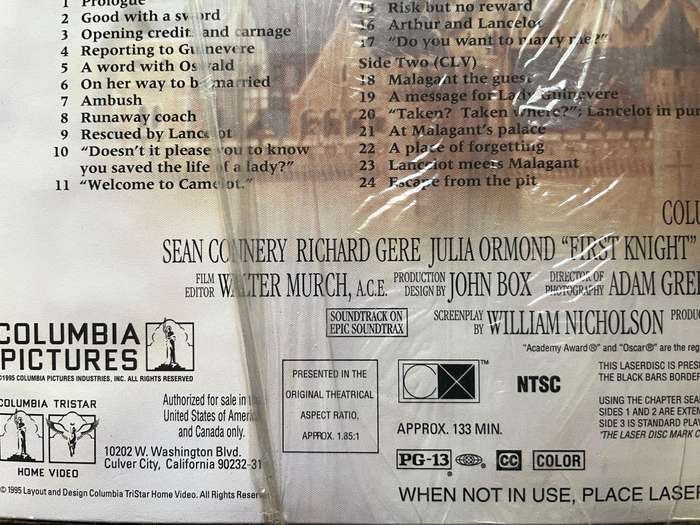 1 Prologue
2 Good with a sword
3 Opening credits and carnage
4 Reporting to Guinevere
5 A word with Oswald
6 On her way to be married
7 Ambush
8 Runaway coach
9 Rescued by Lancelot
10 “Doesn't it please you to know
you saved the life of a lady?”
11 “Welcome to Camelot.”
15 Risk but no reward
16 Arthur and Lancelot
17 “Do you want to marry me?”
Side Two (CLV)
18 Malagant the guest
19 A message for Lady Guinevere
20 “Taken? Taken where?”; Lancelot in pur
21 At Malagant's palace
22 A place of forgetting
23 Lancelot meets Malagant
24 Escape from the pit
COLU
SEAN CONNERY RICHARD GERE JULIA ORMOND “FIRST KNIGHT”
FILM EDITOR WALTER MURCH, A.C.E. PRODUCTION DESIGN BY JOHN BOX DIRECTOR OF PHOTOGRAPHY ADAM GREE
SOUNDTRACK ON
EPIC SOUNDTRAX
SCREENPLAY BY WILLIAM NICHOLSON PRODU
"Academy Award® and "Oscar® are the reg
COLUMBIA
PICTURES
©1995 COLUMBIA PICTURES INDUSTRIES, INC. ALL RIGHTS RESERVED
COLUMBIA TRISTAR
HOME VIDEO
Authorized for sale in the
United States of America
and Canada only.
10202 W. Washington Blvd.
Culver City, California 90232-31
© 1995 Layout and Design Columbia TriStar Home Video. All Rights Reserv
PRESENTED IN THE
ORIGINAL THEATRICAL
ASPECT RATIO,
APPROX. 1.85:1
TM
NTSC
APPROX. 133 MIN.
PG-13 CC COLOR
THIS LASERDISC IS PRES
THE BLACK BARS BORDER
USING THE CHAPTER SEA
SIDES 1 AND 2 ARE EXTEN
SIDE 3 IS STANDARD PLAY
"THE LASER DISC MARK
WHEN NOT IN USE, PLACE LASER